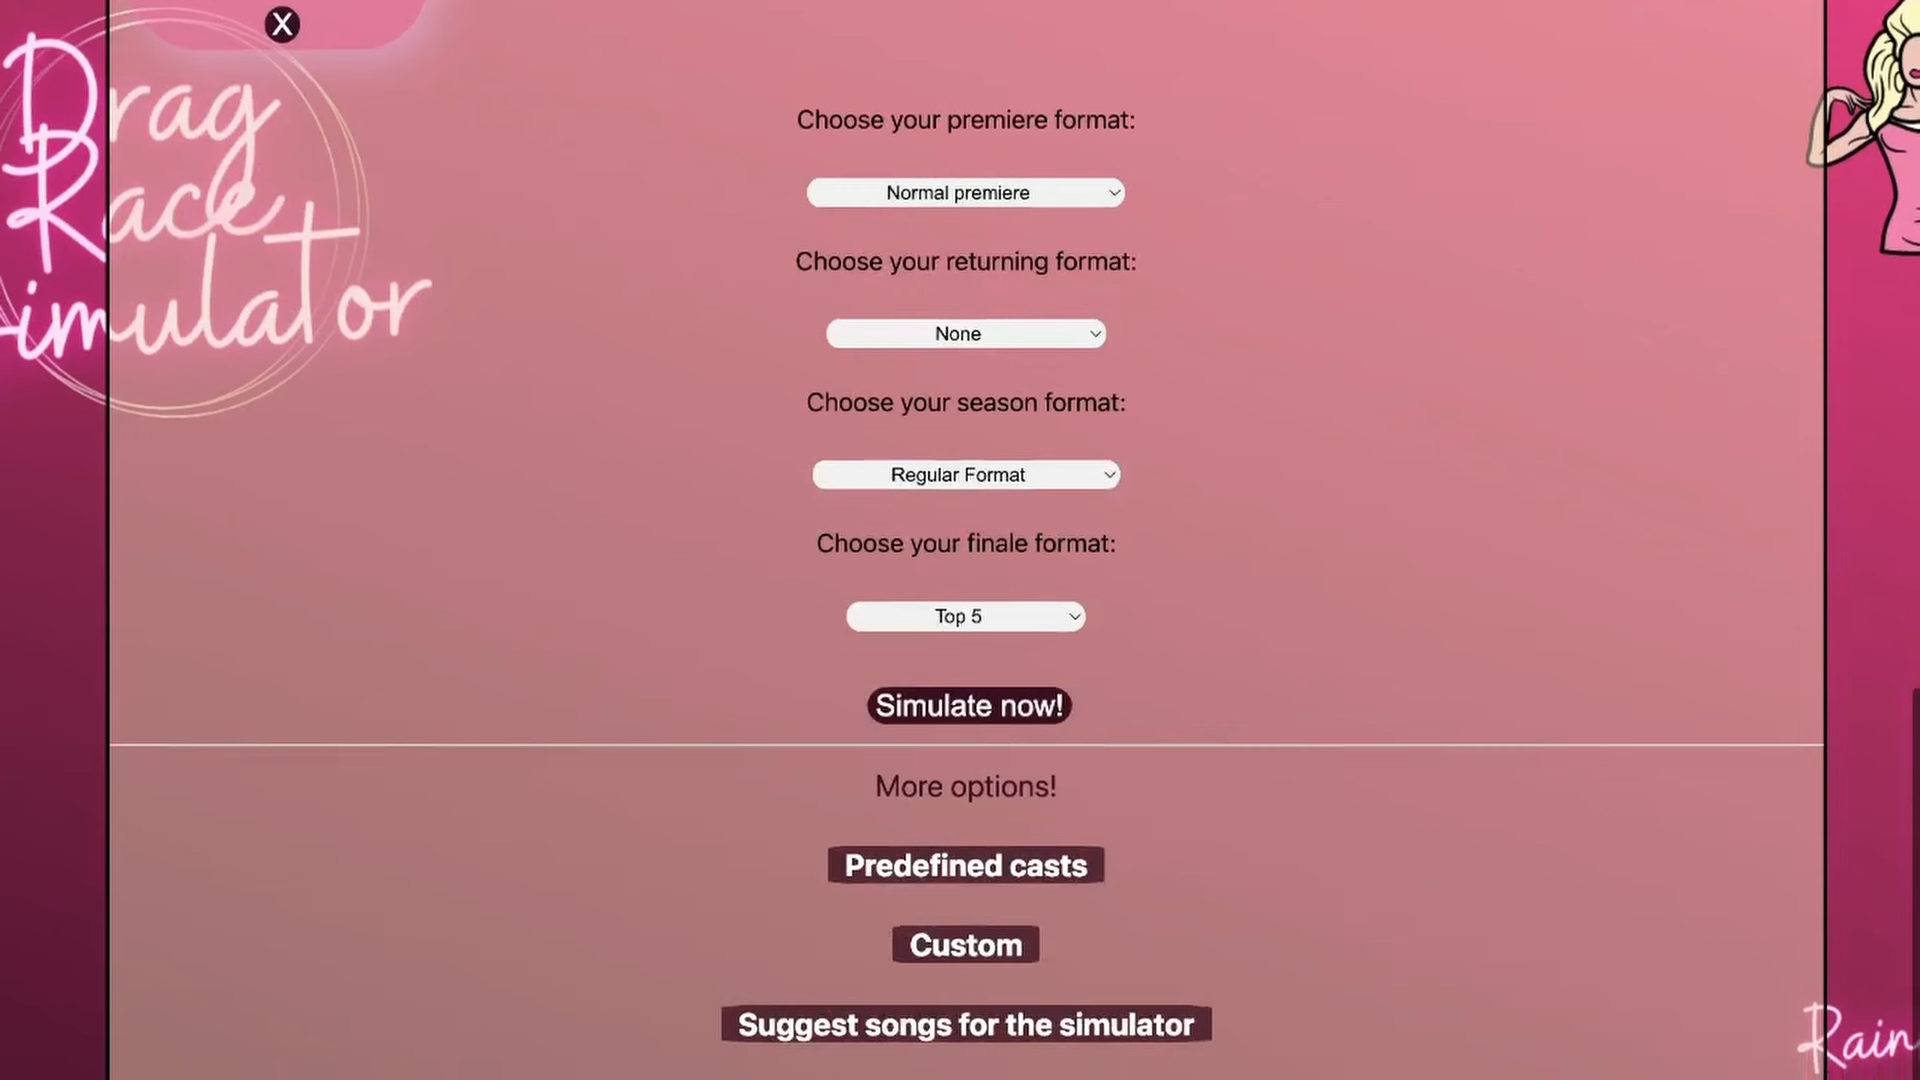 X
Drag
Race
Simulator
Choose your premiere format:
Normal premiere
Choose your returning format:
None
Choose your season format:
Regular Format
Choose your finale format:
Top 5
Simulate now!
More options!
Predefined casts
Custom
Suggest songs for the simulator
Rain